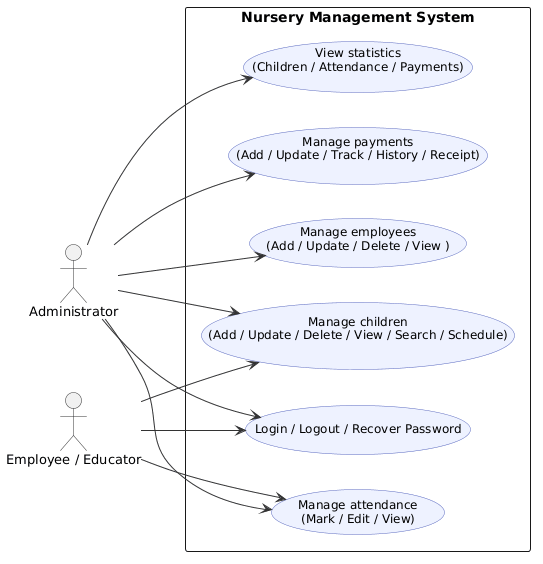 Nursery Management System
View statistics
(Children / Attendance / Payments)
Manage payments
(Add / Update / Track / History / Receipt)
Manage employees
(Add / Update / Delete / View )
Administrator
Manage children
(Add / Update / Delete / View / Search / Schedule)
Login / Logout / Recover Password
Employee / Educator
Manage attendance
(Mark / Edit / View)